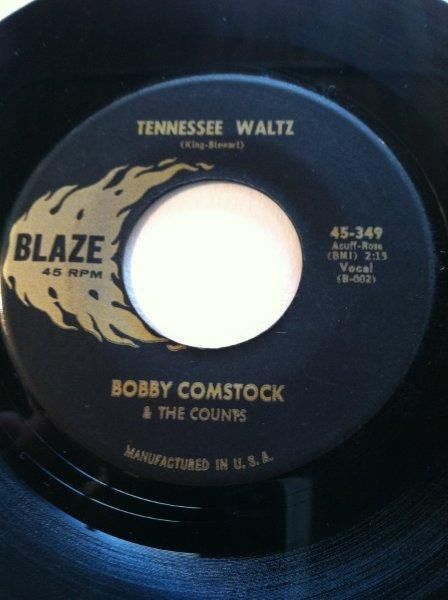 TENNESSEE WALTZ
(King-Stewart)
BLAZE
45 RPM
45-349
Acuff-Rose
(BMI) 2:15
Vocal
(B-002)
BOBBY COMSTOCK
& THE COUNTS
MANUFACTURED IN U. S. A.